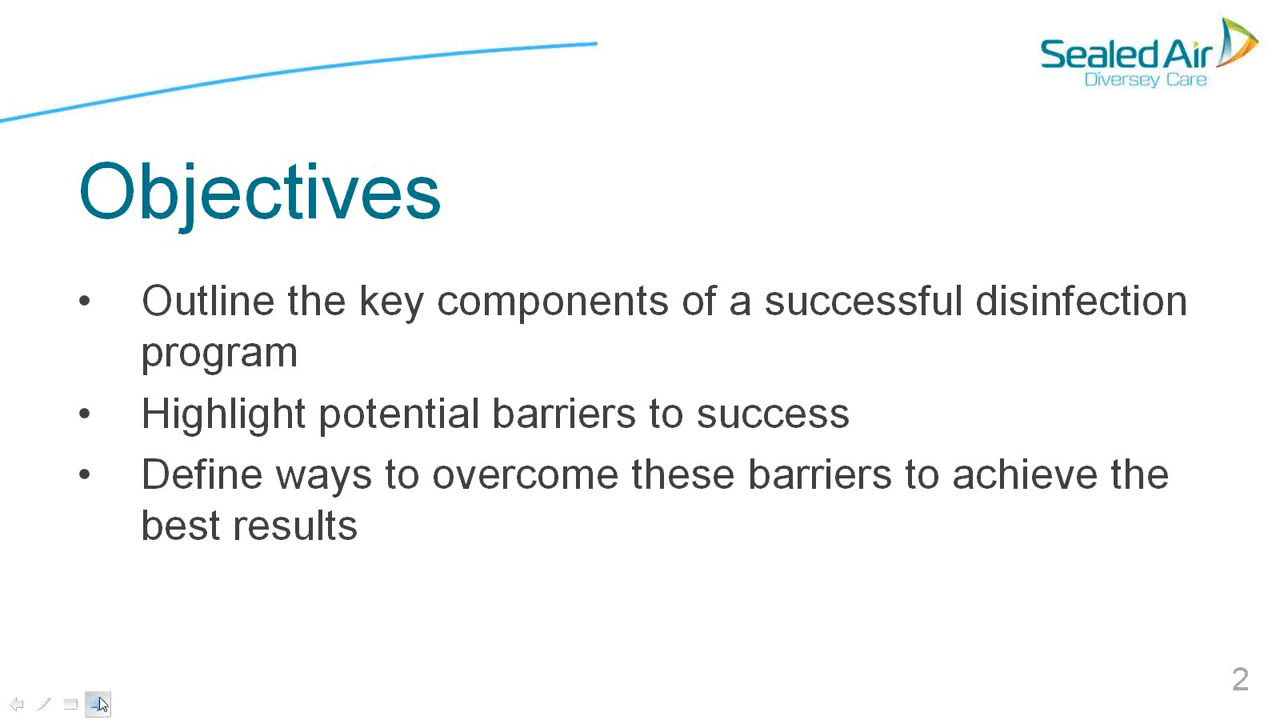 Sealed Air
Diversey Care
Objectives
• Outline the key components of a successful disinfection
program
• Highlight potential barriers to success
• Define ways to overcome these barriers to achieve the
best results
2